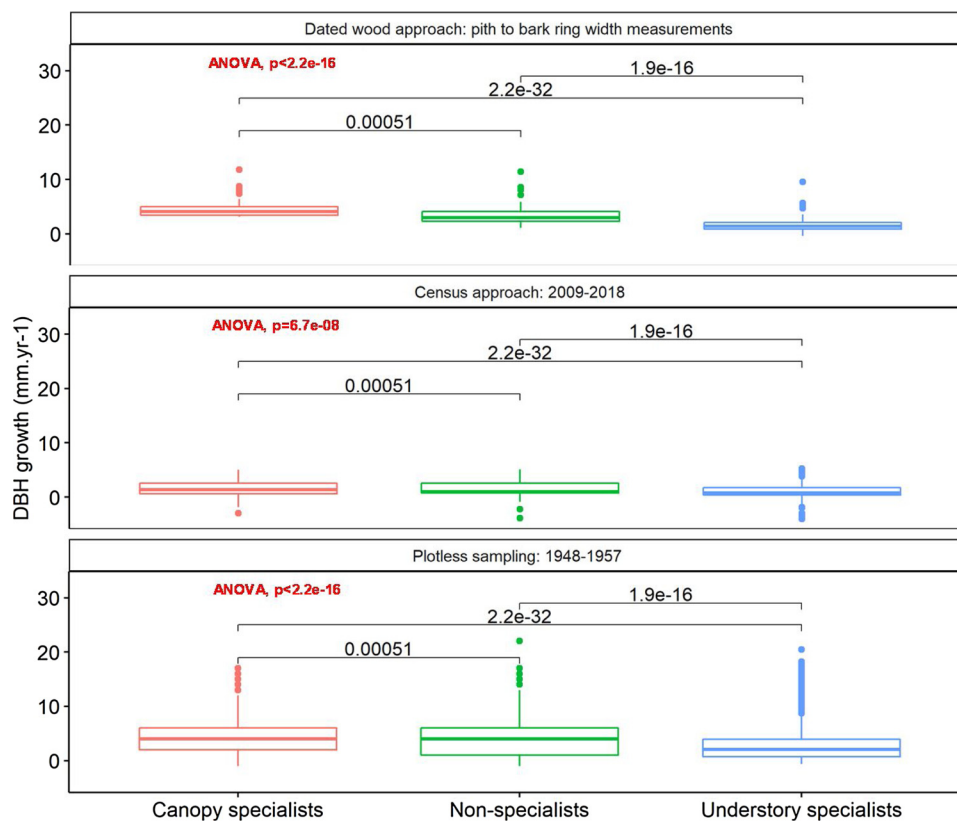 Dated wood approach: pith to bark ring width measurements
ANOVA, p<2.2e-16
1.9e-16
2.2e-32
0.00051
30
20
10
0
Census approach: 2009-2018
ANOVA, p=6.7e-08
1.9e-16
2.2e-32
0.00051
30
20
10
0
DBH growth (mm.yr-1)
Plotless sampling: 1948-1957
ANOVA, p<2.2e-16
1.9e-16
2.2e-32
0.00051
30
20
10
0
Canopy specialists
Non-specialists
Understory specialists